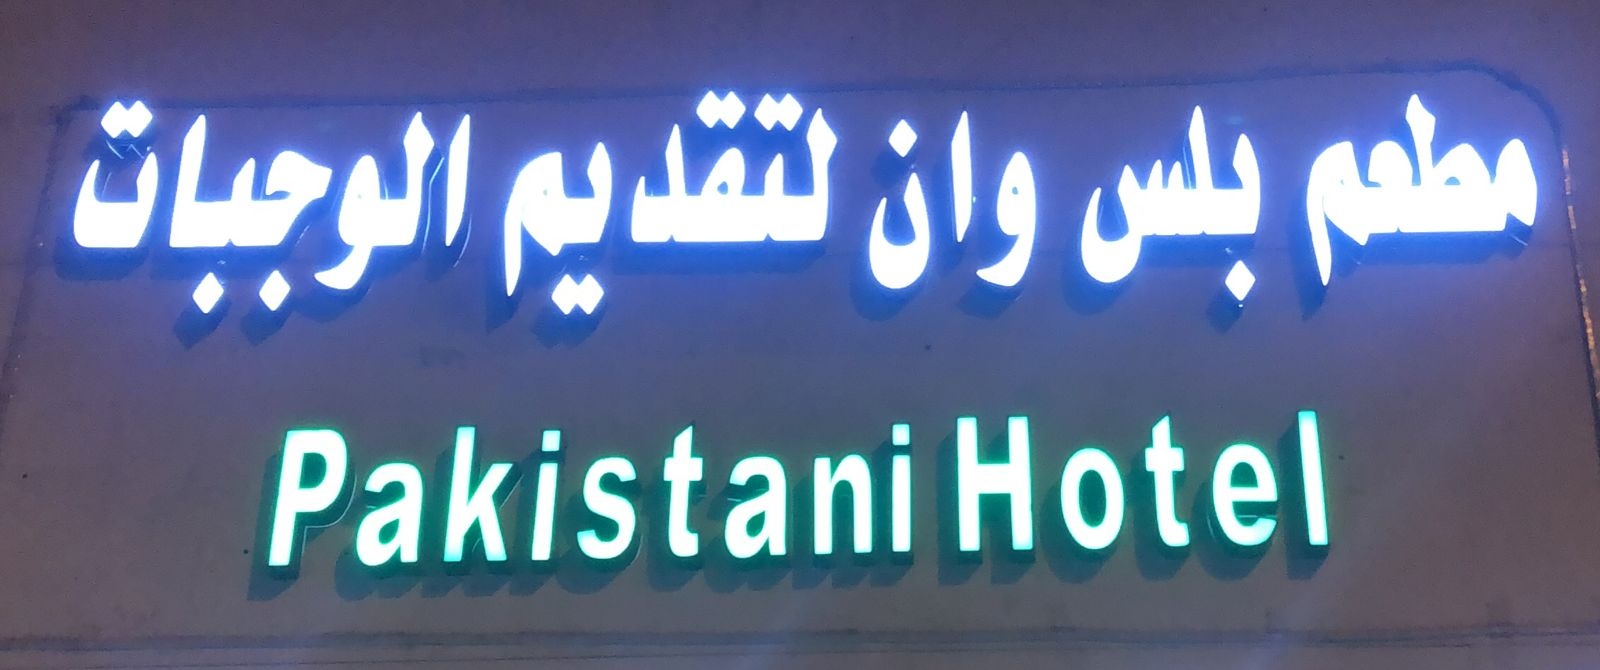 مطعم بلس وان لتقديم الوجبات
Pakistani Hotel